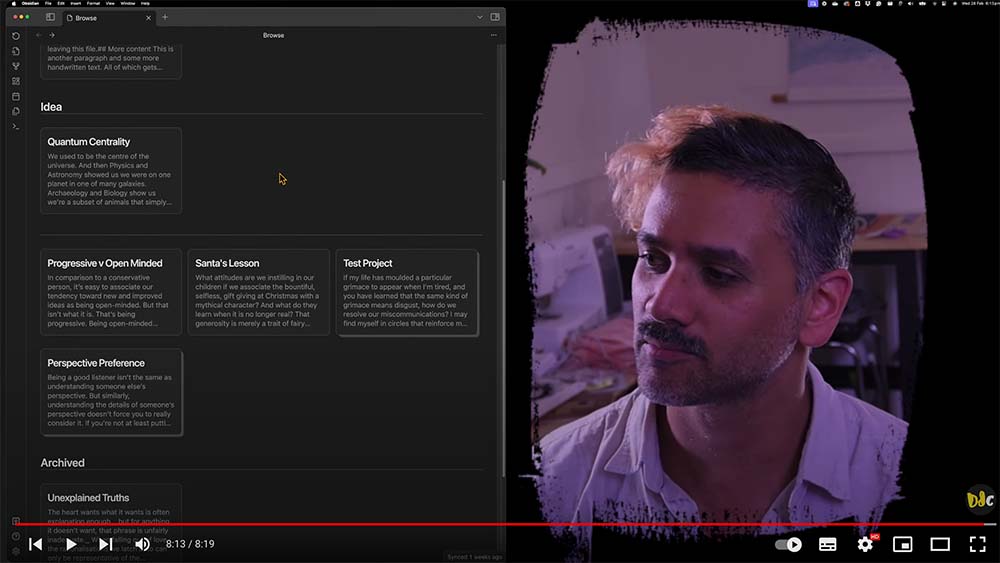 Obsidian File Edit Insert Format View Window Help
Browse
Browse
leaving this file.## More content This is
another paragraph and some more
handwritten text. All of which gets...
Idea
Quantum Centrality
We used to be the centre of the
universe. And then Physics and
Astronomy showed us we were on one
planet in one of many galaxies.
Archaeology and Biology show us
we're a subset of animals that simply...
Progressive v Open Minded
In comparison to a conservative
person, it's easy to associate our
tendency toward new and improved
ideas as being open-minded. But that
isn't what it is. That's being
progressive. Being open-minded...
Santa's Lesson
What attitudes are we instilling in our
children if we associate the bountiful,
selfless, gift giving at Christmas with a
mythical character? And what do they
learn when it is no longer real? That
generosity is merely a trait of fairy...
Test Project
If my life has moulded a particular
grimace to appear when I'm tired, and
you have learned that the same kind of
grimace means disgust, how do we
resolve our miscommunications? I may
find myself in circles that reinforce m...
Perspective Preference
Being a good listener isn't the same as
understanding someone else's
perspective. But similarly,
understanding the details of someone's
perspective doesn't force you to really
consider it. If you're not at least putti...
Archived
Unexplained Truths
The heart wants what it wants is often
explanation enough... but for anything
it doesn't want, that phrase is unfairly
only be representative of the
Synced 1 weeks ago
8:13 / 8:19
HD
DJC